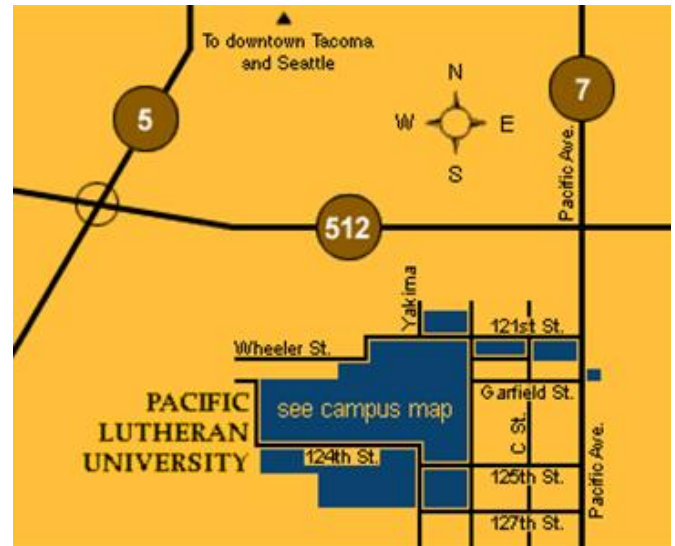 To downtown Tacoma
and Seattle
5
7
N
W
E
S
Pacific Ave.
512
Yakima
121st St.
Wheeler St.
PACIFIC
LUTHERAN
UNIVERSITY
see campus map
Garfield St.
C St.
124th St.
125th St.
Pacific Ave.
127th St.